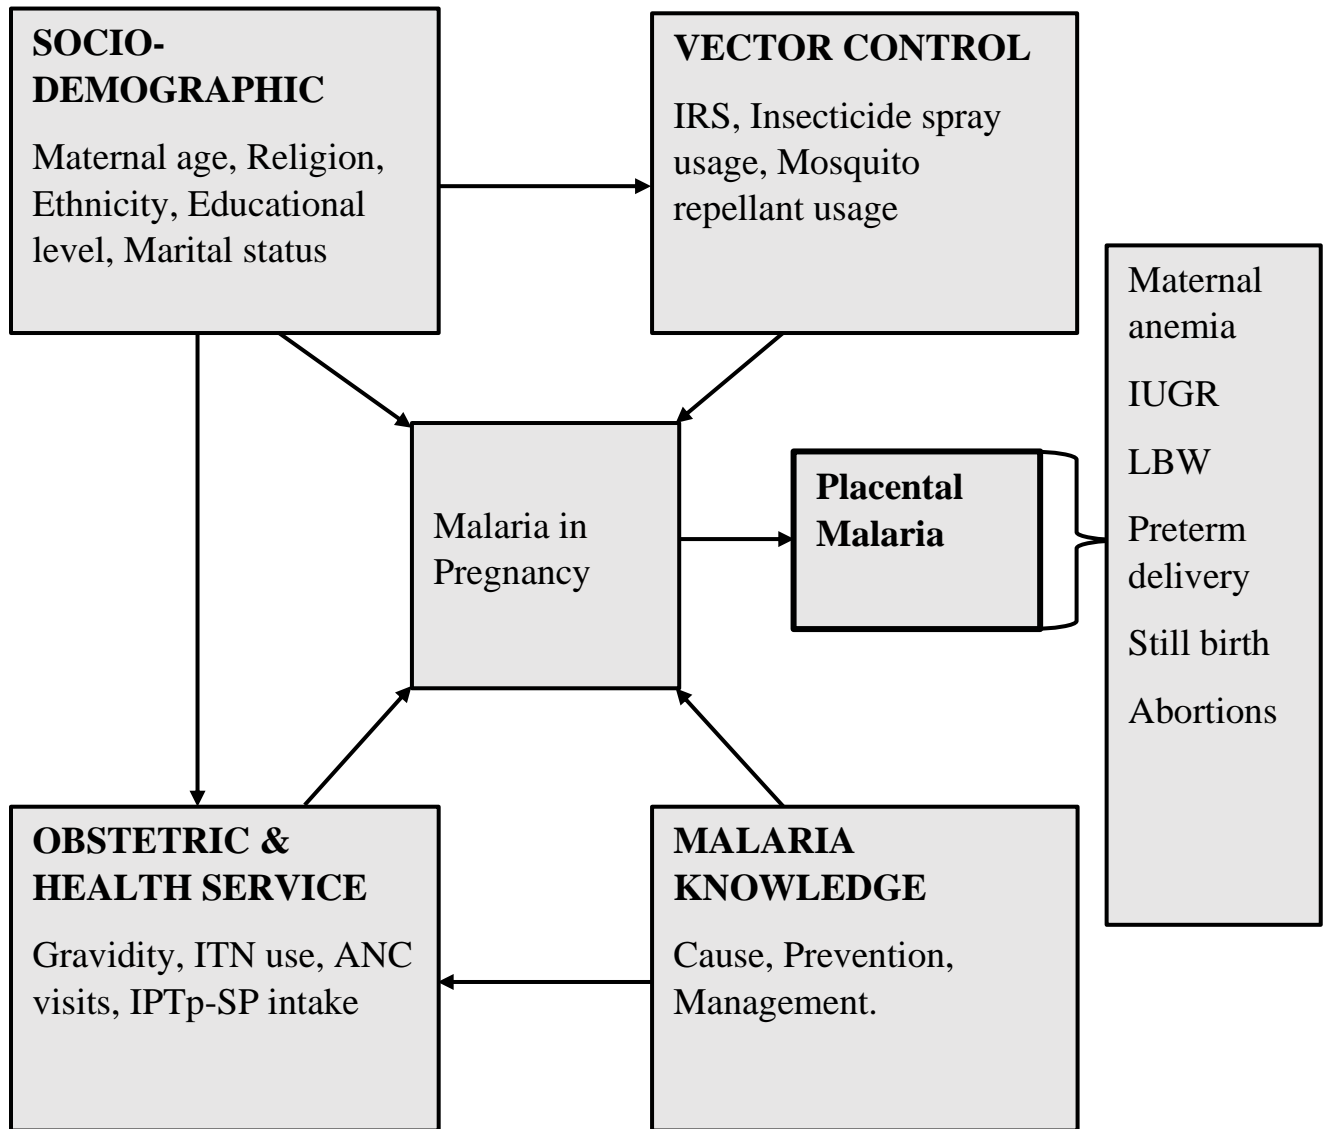 SOCIO-
DEMOGRAPHIC
Maternal age, Religion,
Ethnicity, Educational
level, Marital status
VECTOR CONTROL
IRS, Insecticide spray
usage, Mosquito
repellant usage
Malaria in
Pregnancy
Placental
Malaria
Maternal
anemia
IUGR
LBW
Preterm
delivery
Still birth
Abortions
OBSTETRIC &
HEALTH SERVICE
Gravidity, ITN use, ANC
visits, IPTp-SP intake
MALARIA
KNOWLEDGE
Cause, Prevention,
Management.